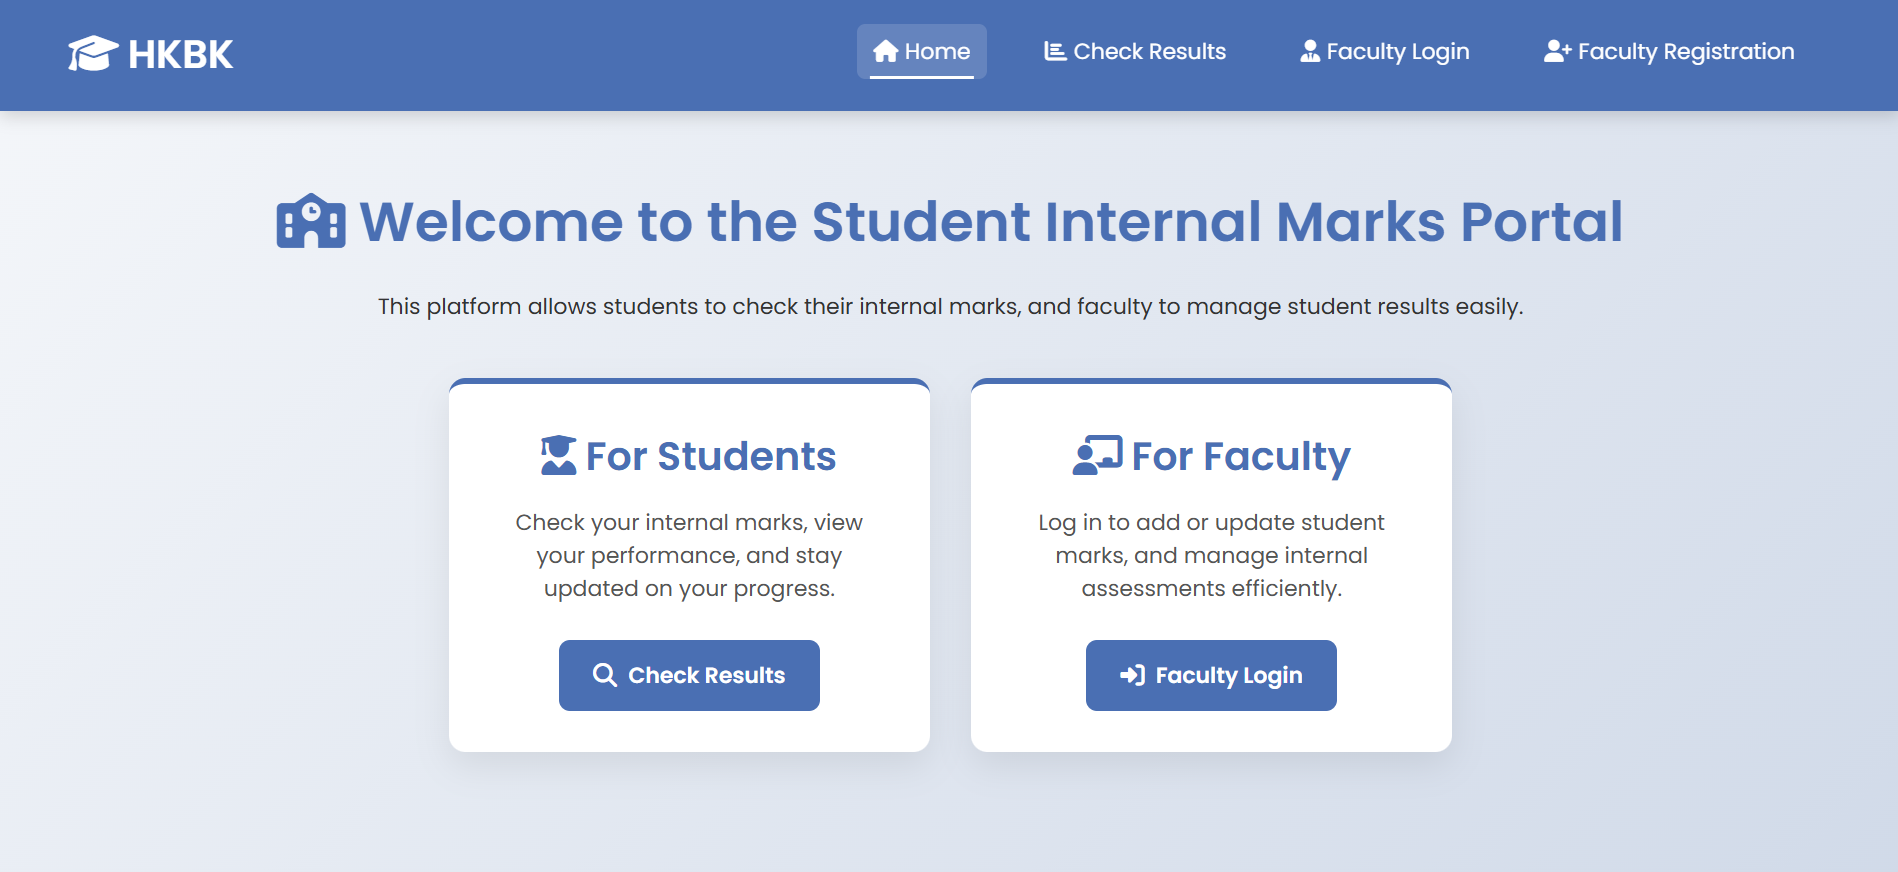 HKBK
Home
Check Results
Faculty Login
Faculty Registration
Welcome to the Student Internal Marks Portal
This platform allows students to check their internal marks, and faculty to manage student results easily.
For Students
Check your internal marks, view
your performance, and stay
updated on your progress.
Check Results
For Faculty
Log in to add or update student
marks, and manage internal
assessments efficiently.
Faculty Login